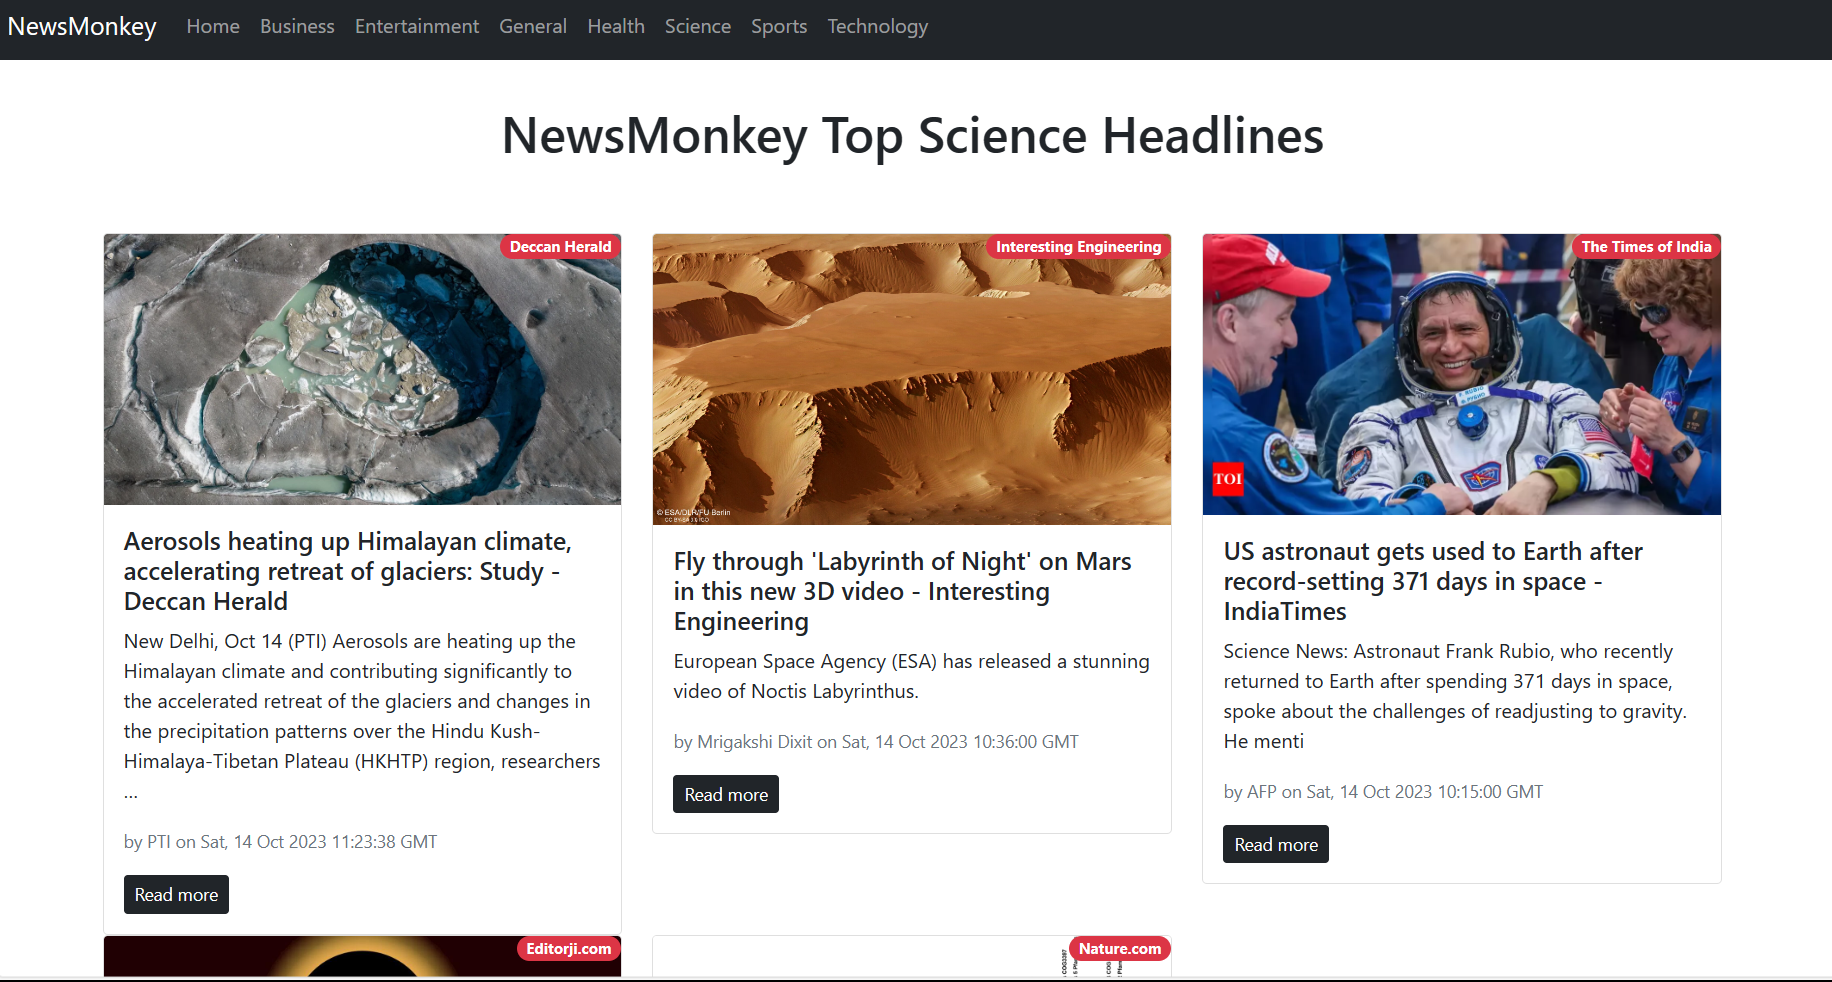 NewsMonkey Home Business Entertainment General Health Science Sports Technology
NewsMonkey Top Science Headlines
Deccan Herald
Aerosols heating up Himalayan climate,
accelerating retreat of glaciers: Study -
Deccan Herald
New Delhi, Oct 14 (PTI) Aerosols are heating up the
Himalayan climate and contributing significantly to
the accelerated retreat of the glaciers and changes in
the precipitation patterns over the Hindu Kush-
Himalaya-Tibetan Plateau (HKHTP) region, researchers
...
by PTI on Sat, 14 Oct 2023 11:23:38 GMT
Read more
Interesting Engineering
© ESA/DLR/FU Berlin
Fly through 'Labyrinth of Night' on Mars
in this new 3D video - Interesting
Engineering
European Space Agency (ESA) has released a stunning
video of Noctis Labyrinthus.
by Mrigakshi Dixit on Sat, 14 Oct 2023 10:36:00 GMT
Read more
The Times of India
TOI
US astronaut gets used to Earth after
record-setting 371 days in space -
IndiaTimes
Science News: Astronaut Frank Rubio, who recently
returned to Earth after spending 371 days in space,
spoke about the challenges of readjusting to gravity.
He menti
by AFP on Sat, 14 Oct 2023 10:15:00 GMT
Read more
Editorji.com
Nature.com